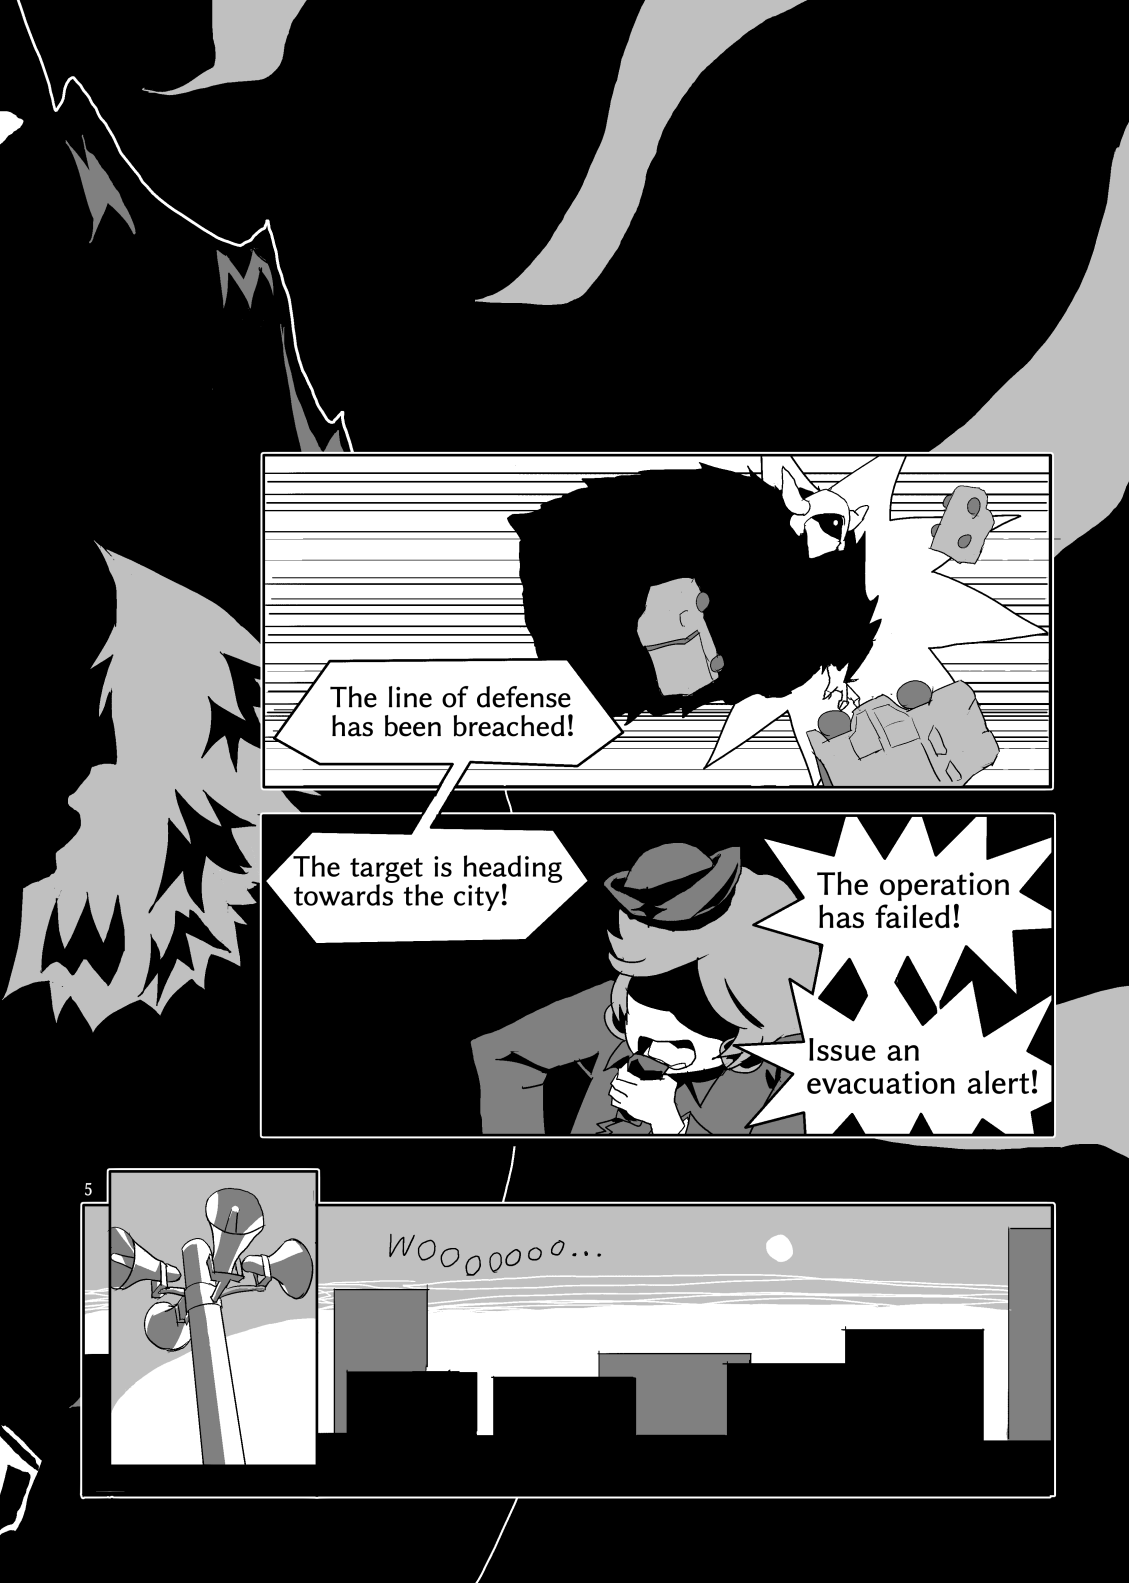 The line of defense
has been breached!
The target is heading
towards the city!
The operation
has failed!
Issue an
evacuation alert!
5
WOOOOOOO...